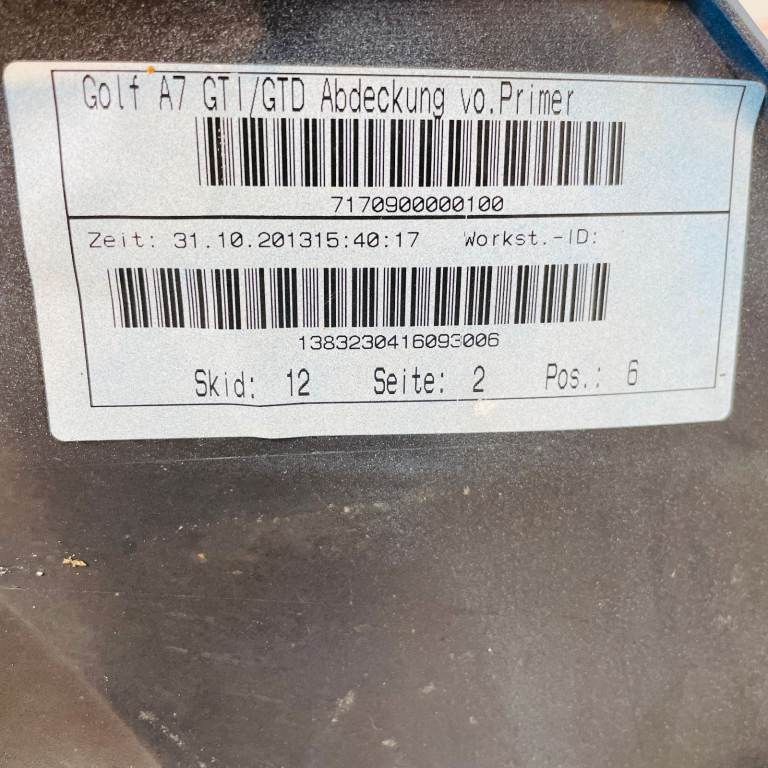 Golf A7 GTI/GTD Abdeckung vo.Primer
7170900000100
Zeit: 31.10.201315:40:17 Workst.-ID:
1383230416093006
Skid: 12 Seite: 2 Pos.: 6